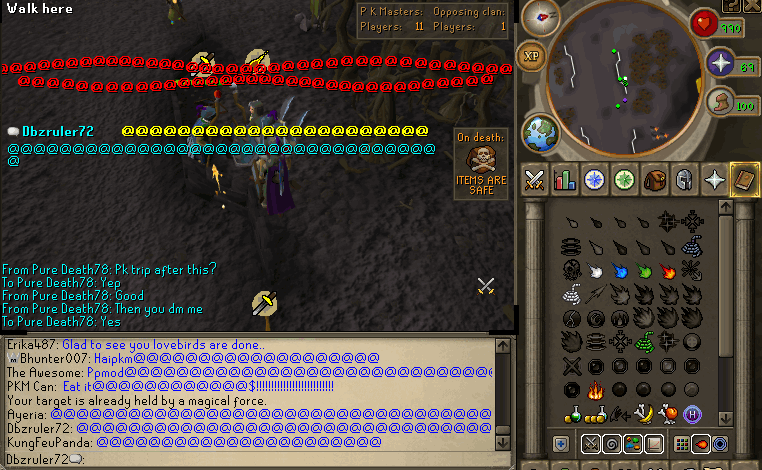 Walk here
P K Masters: Opposing clan:
Players: 11 Players: 1
990
XP
69
100
Dbzruler72 @@@@@@@@@@@@@@@@@@@@@@
@@@@@@@@@@@@@@@@@@@@@@@@@@@@@@@@@
@
On death:
ITEMS ARE
SAFE
From Pure Death78: Pk trip after this?
To Pure Death78: Yep
From Pure Death78: Good
From Pure Death78: Then you dm me
To Pure Death78: Yes
Erika487: Glad to see you lovebirds are done..
Bhunter007: Haipkm@@@@@@@@@@@@@@@@@@@
The Awesome: Ppmod@@@@@@@@@@@@@@@@@@@@@@@@@@@@
PKM Can: Eat it@@@@@@@@@@@@$!!!!!!!!!!!!!!!!!!!!!!!!!!
Your target is already held by a magical force.
Ayeria: @@@@@@@@@@@@@@@@@@@@@@@@@@@@@@@@@@
Dbzruler72: @@@@@@@@@@@@@@@@@@@@@@@@@@@@@@@@
KungFeuPanda: @@@@@@@@@@@@@@@@@@@@@@
Dbzruler72:
H